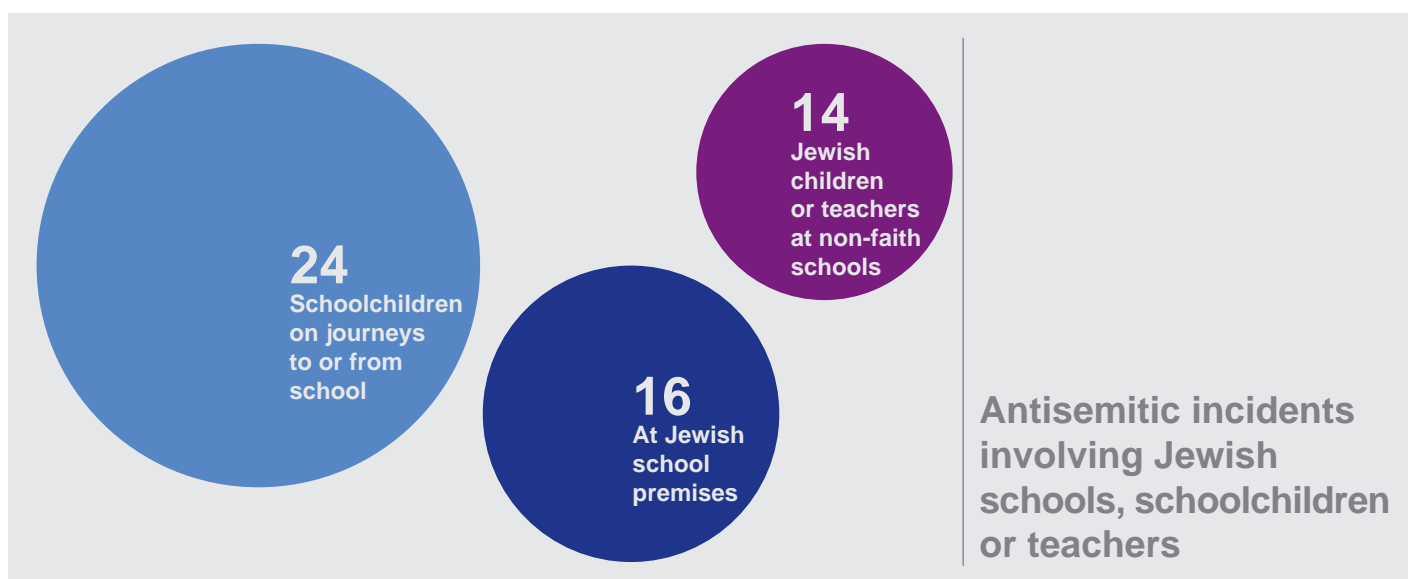 24
Schoolchildren
on journeys
to or from
school
16
At Jewish
school
premises
14
Jewish
children
or teachers
at non-faith
schools
Antisemitic incidents
involving Jewish
schools, schoolchildren
or teachers